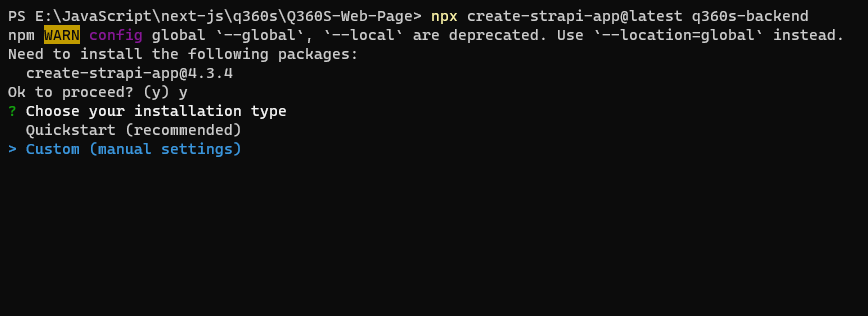 PS E:\JavaScript\next-js\q360s\Q360S-Web-Page> npx create-strapi-app@latest q360s-backend
npm WARN config global `--global`, `--local` are deprecated. Use `--location=global` instead.
Need to install the following packages:
  create-strapi-app@4.3.4
Ok to proceed? (y) y
? Choose your installation type
  Quickstart (recommended)
> Custom (manual settings)